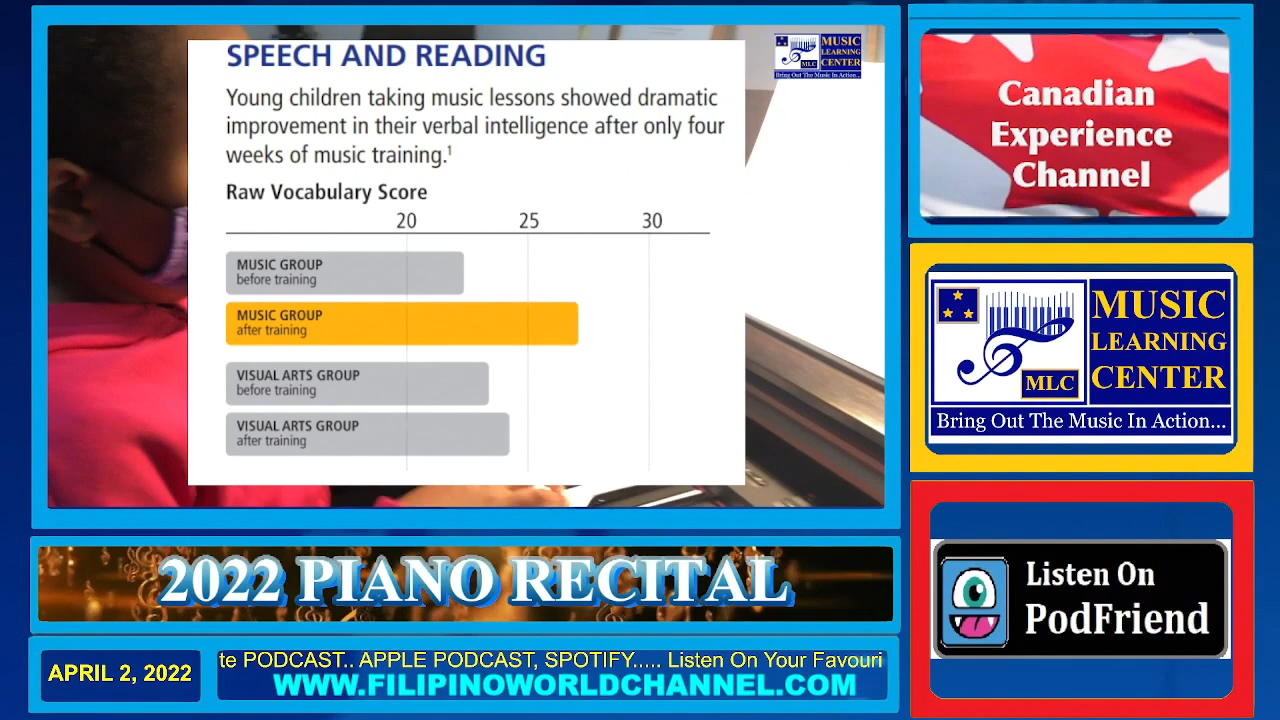 SPEECH AND READING
Young children taking music lessons showed dramatic
improvement in their verbal intelligence after only four
weeks of music training.¹
Raw Vocabulary Score
20 25 30
MUSIC GROUP
before training
MUSIC GROUP
after training
VISUAL ARTS GROUP
before training
VISUAL ARTS GROUP
after training
MUSIC
LEARNING
CENTER
MLC
Bring Out The Music In Action...
Canadian
Experience
Channel
MUSIC
LEARNING
CENTER
MLC
Bring Out The Music In Action...
Listen On
PodFriend
2022 PIANO RECITAL
APRIL 2, 2022
te PODCAST.. APPLE PODCAST, SPOTIFY..... Listen On Your Favouri
WWW.FILIPINOWORLDCHANNEL.COM